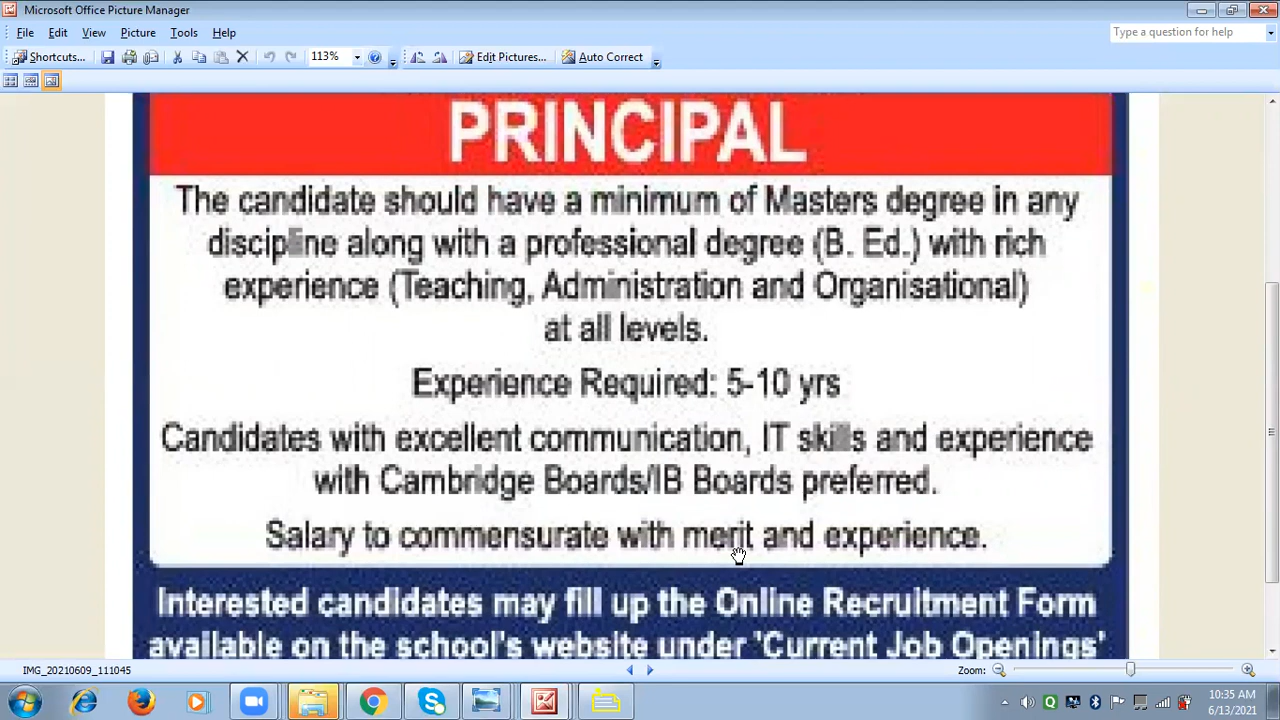 Microsoft Office Picture Manager
File Edit View Picture Tools Help
Type a question for help
Shortcuts... 113% Edit Pictures... Auto Correct
PRINCIPAL
The candidate should have a minimum of Masters degree in any
discipline along with a professional degree (B. Ed.) with rich
experience (Teaching, Administration and Organisational)
at all levels.
Experience Required: 5-10 yrs
Candidates with excellent communication, IT skills and experience
with Cambridge Boards/IB Boards preferred.
Salary to commensurate with merit and experience.
Interested candidates may fill up the Online Recruitment Form
available on the school's website under 'Current Job Openings'
IMG_20210609_111045
Zoom:
10:35 AM
6/13/2021